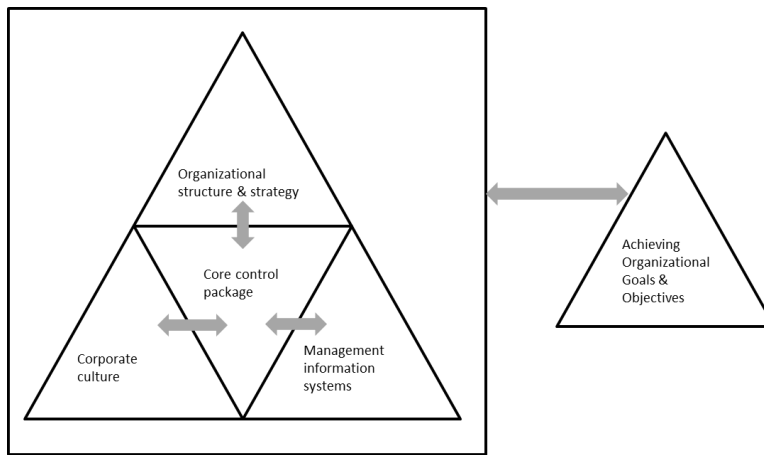 Organizational
structure & strategy
Core control
package
Corporate
culture
Management
information
systems
Achieving
Organizational
Goals &
Objectives